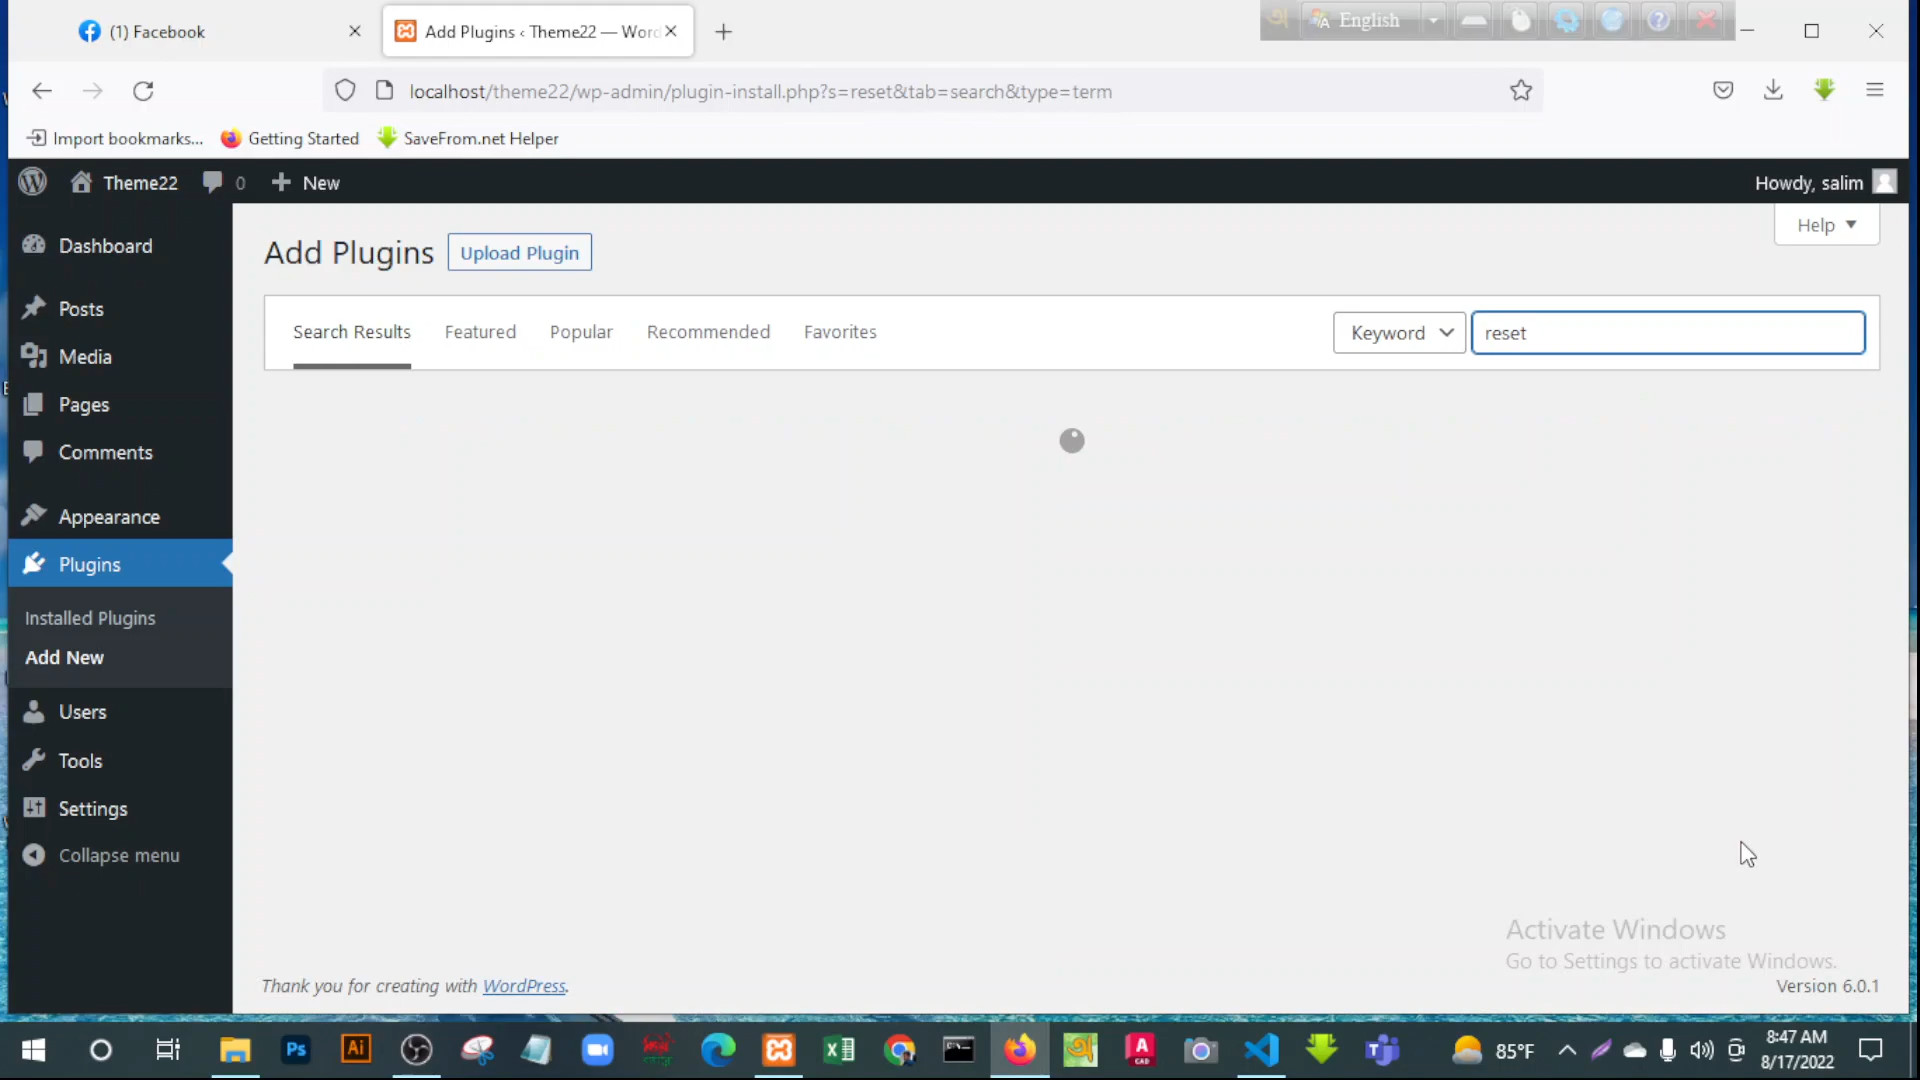 (1) Facebook
Add Plugins ‹ Theme22 — Word
English
localhost/theme22/wp-admin/plugin-install.php?s=reset&tab=search&type=term
Import bookmarks...
Getting Started
SaveFrom.net Helper
Theme22
0
New
Howdy, salim
Help
Dashboard
Posts
Media
Pages
Comments
Appearance
Plugins
Installed Plugins
Add New
Users
Tools
Settings
Collapse menu
Add Plugins
Upload Plugin
Search Results
Featured
Popular
Recommended
Favorites
Keyword
reset
Activate Windows
Go to Settings to activate Windows.
Thank you for creating with WordPress.
Version 6.0.1
Ps
Ai
85°F
8:47 AM
8/17/2022